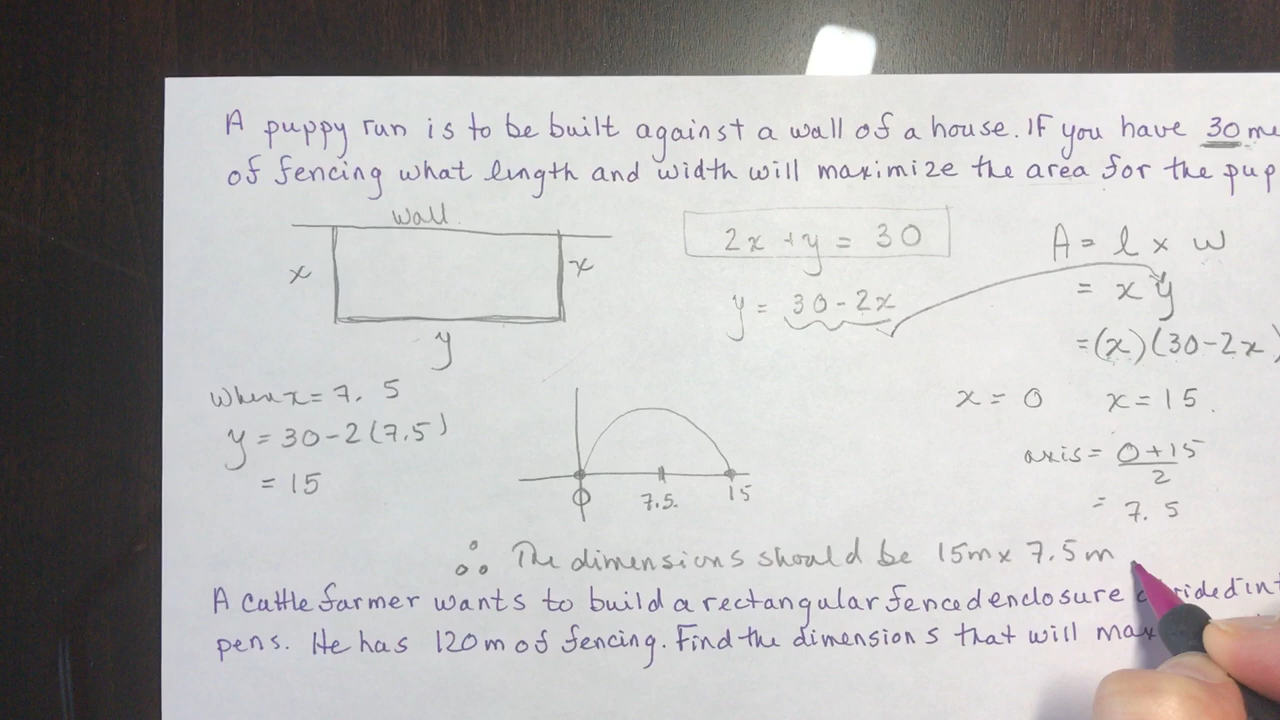 A puppy run is to be built against a wall of a house. If you have 30
of fencing what length and width will maximize the area for the
wall
x
x
y
2x + y = 30
y = 30 - 2x
A = l x w
= xy
= (x)(30-2x)
when x = 7.5
y = 30 - 2(7.5)
= 15
0
7.5.
15
x = 0 x = 15.
axis = 0+15
2
= 7.5
∴ The dimensions should be 15m x 7.5m
A cattle farmer wants to build a rectangular fenced enclosure
pens. He has 120m of fencing. Find the dimensions that will